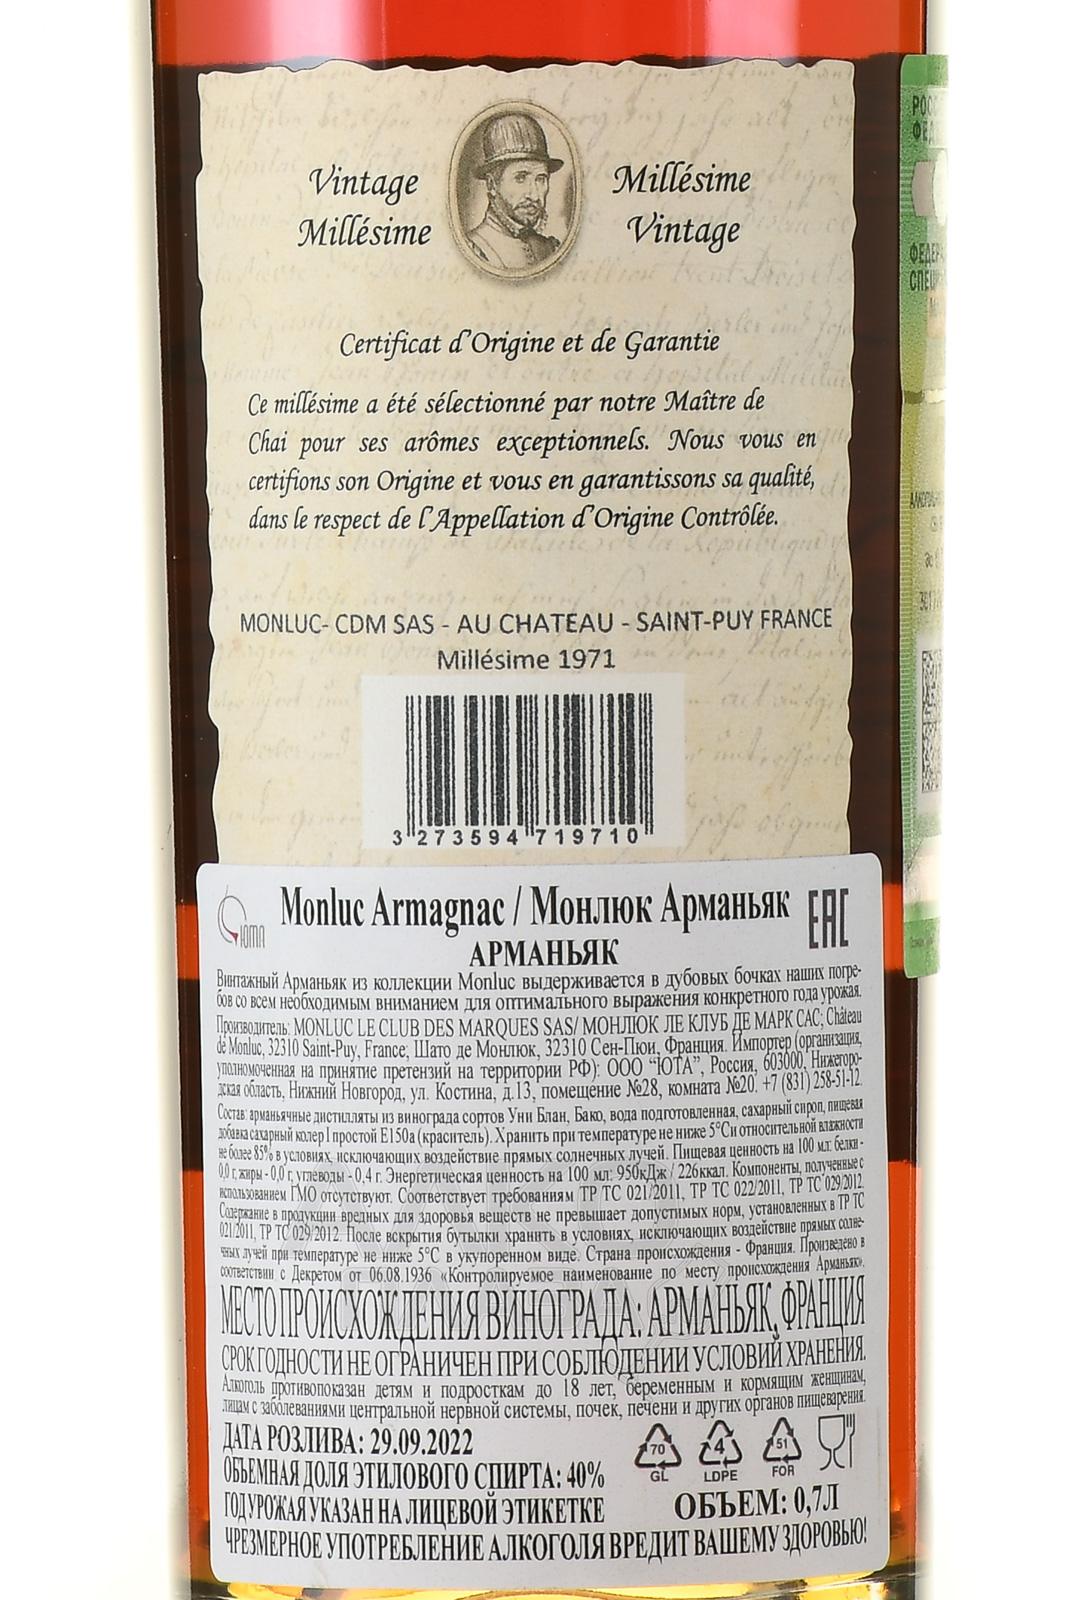 Vintage
Millésime
Millésime
Vintage
Certificat d'Origine et de Garantie
Ce millésime a été sélectionné par notre Maître de
Chai pour ses arômes exceptionnels. Nous vous en
certifions son Origine et vous en garantissons sa qualité,
dans le respect de l'Appellation d'Origine Contrôlée.
MONLUC- CDM SAS - AU CHATEAU - SAINT-PUY FRANCE
Millésime 1971
3 273594 719710
ЮТА
Monluc Armagnac / Монлюк Арманьяк
EAC
АРМАНЬЯК
Винтажный Арманьяк из коллекции Monluc выдерживается в дубовых бочках наших погре-
бов со всем необходимым вниманием для оптимального выражения конкретного года урожая.
Производитель: MONLUC LE CLUB DES MARQUES SAS/ МОНЛЮК ЛЕ КЛУБ ДЕ МАРК САС; Château
de Monluc, 32310 Saint-Puy, France; Шато де Монлюк, 32310 Сен-Пюи, Франция. Импортер (организация,
уполномоченная на принятие претензий на территории РФ): ООО "ЮТА", Россия, 603000, Нижегоро-
дская область, Нижний Новгород, ул. Костина, д.13, помещение №28, комната №20. +7 (831) 258-51-12.
Состав: арманьячные дистилляты из винограда сортов Уни Блан, Бако, вода подготовленная, сахарный сироп, пищевая
добавка сахарный колер I простой Е150а (краситель). Хранить при температуре не ниже 5°С и относительной влажности
не более 85% в условиях, исключающих воздействие прямых солнечных лучей. Пищевая ценность на 100 мл: белки -
0,0 г, жиры - 0,0 г, углеводы - 0,4 г. Энергетическая ценность на 100 мл: 950кДж / 226ккал. Компоненты, полученные с
использованием ГМО отсутствуют. Соответствует требованиям ТР ТС 021/2011, ТР ТС 022/2011, ТР ТС 029/2012.
Содержание в продукции вредных для здоровья веществ не превышает допустимых норм, установленных в ТР ТС
021/2011, ТР ТС 029/2012. После вскрытия бутылки хранить в условиях, исключающих воздействие прямых солне-
чных лучей при температуре не ниже 5°С в укупоренном виде. Страна происхождения - Франция. Произведено в
соответствии с Декретом от 06.08.1936 «Контролируемое наименование по месту происхождения Арманьяк».
МЕСТО ПРОИСХОЖДЕНИЯ ВИНОГРАДА: АРМАНЬЯК, ФРАНЦИЯ
СРОК ГОДНОСТИ НЕ ОГРАНИЧЕН ПРИ СОБЛЮДЕНИИ УСЛОВИЙ ХРАНЕНИЯ.
Алкоголь противопоказан детям и подросткам до 18 лет, беременным и кормящим женщинам,
лицам с заболеваниями центральной нервной системы, почек, печени и других органов пищеварения.
ДАТА РОЗЛИВА: 29.09.2022
70
GL
4
LDPE
51
FOR
ОБЪЕМНАЯ ДОЛЯ ЭТИЛОВОГО СПИРТА: 40%
ГОД УРОЖАЯ УКАЗАН НА ЛИЦЕВОЙ ЭТИКЕТКЕ
ОБЪЕМ: 0,7Л
ЧРЕЗМЕРНОЕ УПОТРЕБЛЕНИЕ АЛКОГОЛЯ ВРЕДИТ ВАШЕМУ ЗДОРОВЬЮ!